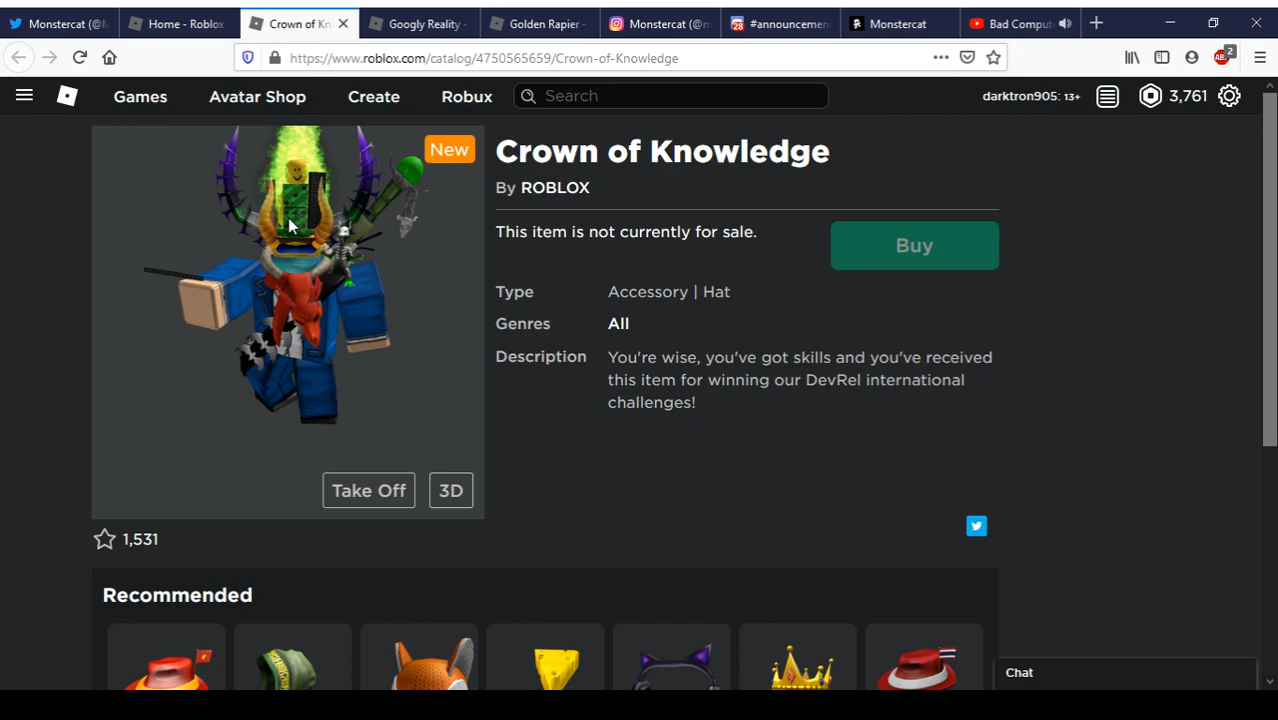 Monstercat (@M
Home - Roblox
Crown of Kn
Googly Reality -
Golden Rapier -
Monstercat (@m
#announcemen
Monstercat
Bad Comput
https://www.roblox.com/catalog/4750565659/Crown-of-Knowledge
2
Games
Avatar Shop
Create
Robux
Search
darktron905: 13+
3,761
New
Crown of Knowledge
By ROBLOX
This item is not currently for sale.
Buy
Type
Accessory | Hat
Genres
All
Description
You're wise, you've got skills and you've received
this item for winning our DevRel international
challenges!
Take Off
3D
1,531
Recommended
Chat